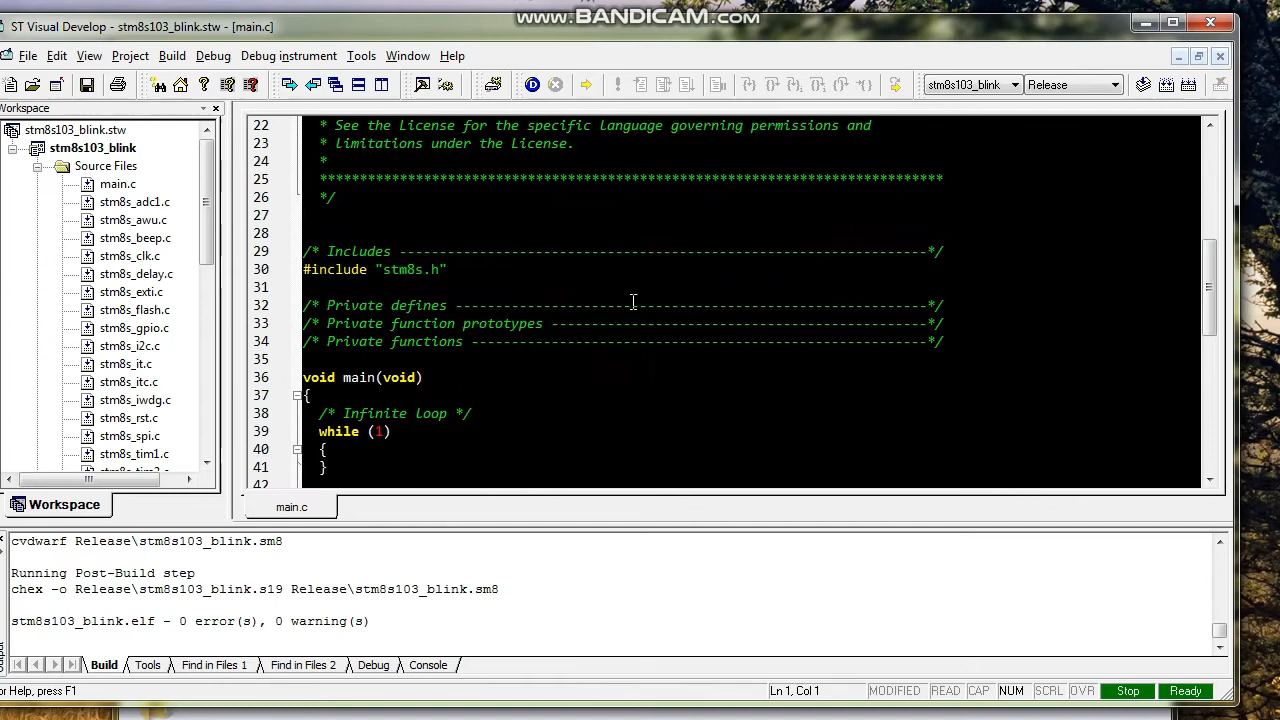 www.BANDICAM.com
ST Visual Develop - stm8s103_blink.stw - [main.c]
File Edit View Project Build Debug Debug instrument Tools Window Help
stm8s103_blink Release
Workspace
stm8s103_blink.stw
stm8s103_blink
Source Files
main.c
stm8s_adc1.c
stm8s_awu.c
stm8s_beep.c
stm8s_clk.c
stm8s_delay.c
stm8s_exti.c
stm8s_flash.c
stm8s_gpio.c
stm8s_i2c.c
stm8s_it.c
stm8s_itc.c
stm8s_iwdg.c
stm8s_rst.c
stm8s_spi.c
stm8s_tim1.c
Workspace
22 * See the License for the specific language governing permissions and
23 * limitations under the License.
24 *
25 ******************************************************************************
26 */
27
28
29 /* Includes ------------------------------------------------------------------*/
30 #include "stm8s.h"
31
32 /* Private defines -----------------------------------------------------------*/
33 /* Private function prototypes -----------------------------------------------*/
34 /* Private functions ---------------------------------------------------------*/
35
36 void main(void)
37 {
38 /* Infinite loop */
39 while (1)
40 {
41 }
42
main.c
cvdwarf Release\stm8s103_blink.sm8
Running Post-Build step
chex -o Release\stm8s103_blink.s19 Release\stm8s103_blink.sm8
stm8s103_blink.elf - 0 error(s), 0 warning(s)
Output
Build Tools Find in Files 1 Find in Files 2 Debug Console
or Help, press F1
Ln 1, Col 1 MODIFIED READ CAP NUM SCRL OVR Stop Ready